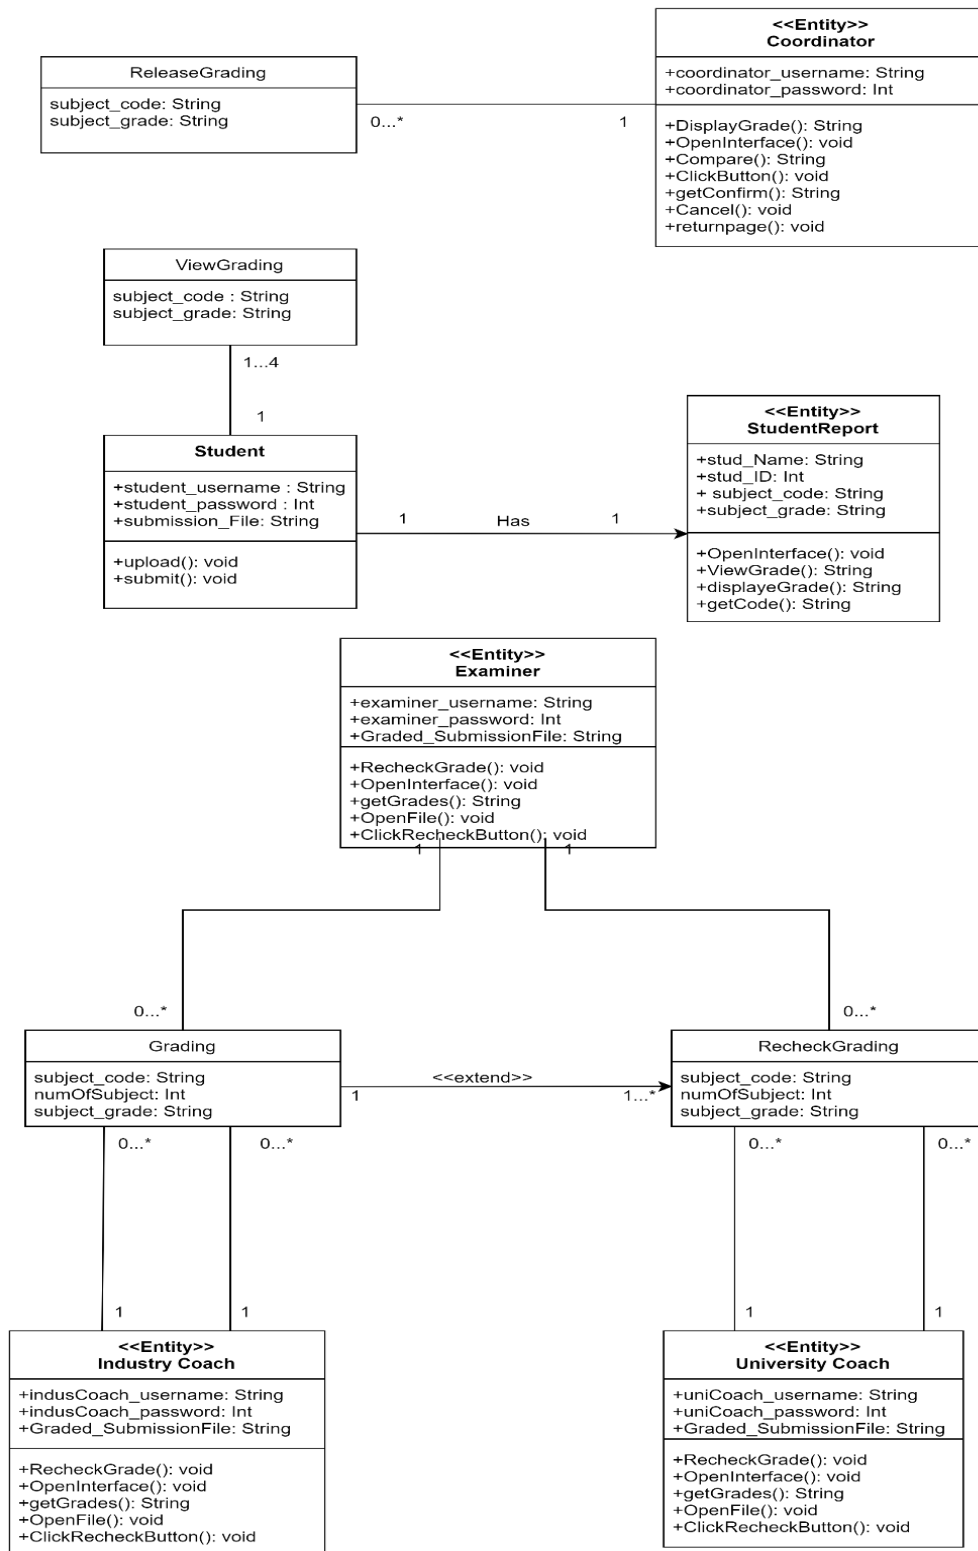 <<Entity>>
Coordinator
+coordinator_username: String
+coordinator_password: Int
+DisplayGrade(): String
+OpenInterface(): void
+Compare(): String
+ClickButton(): void
+getConfirm(): String
+Cancel(): void
+returnpage(): void
ReleaseGrading
subject_code: String
subject_grade: String
0...*
1
ViewGrading
subject_code : String
subject_grade: String
1...4
1
Student
+student_username : String
+student_password : Int
+submission_File: String
+upload(): void
+submit(): void
1
Has
1
<<Entity>>
StudentReport
+stud_Name: String
+stud_ID: Int
+ subject_code: String
+subject_grade: String
+OpenInterface(): void
+ViewGrade(): String
+displayeGrade(): String
+getCode(): String
<<Entity>>
Examiner
+examiner_username: String
+examiner_password: Int
+Graded_SubmissionFile: String
+RecheckGrade(): void
+OpenInterface(): void
+getGrades(): String
+OpenFile(): void
+ClickRecheckButton(): void
1
1
0...*
0...*
Grading
subject_code: String
numOfSubject: Int
subject_grade: String
<<extend>>
1
1...*
RecheckGrading
subject_code: String
numOfSubject: Int
subject_grade: String
0...*
0...*
0...*
0...*
1
1
1
1
<<Entity>>
Industry Coach
+indusCoach_username: String
+indusCoach_password: Int
+Graded_SubmissionFile: String
+RecheckGrade(): void
+OpenInterface(): void
+getGrades(): String
+OpenFile(): void
+ClickRecheckButton(): void
<<Entity>>
University Coach
+uniCoach_username: String
+uniCoach_password: Int
+Graded_SubmissionFile: String
+RecheckGrade(): void
+OpenInterface(): void
+getGrades(): String
+OpenFile(): void
+ClickRecheckButton(): void